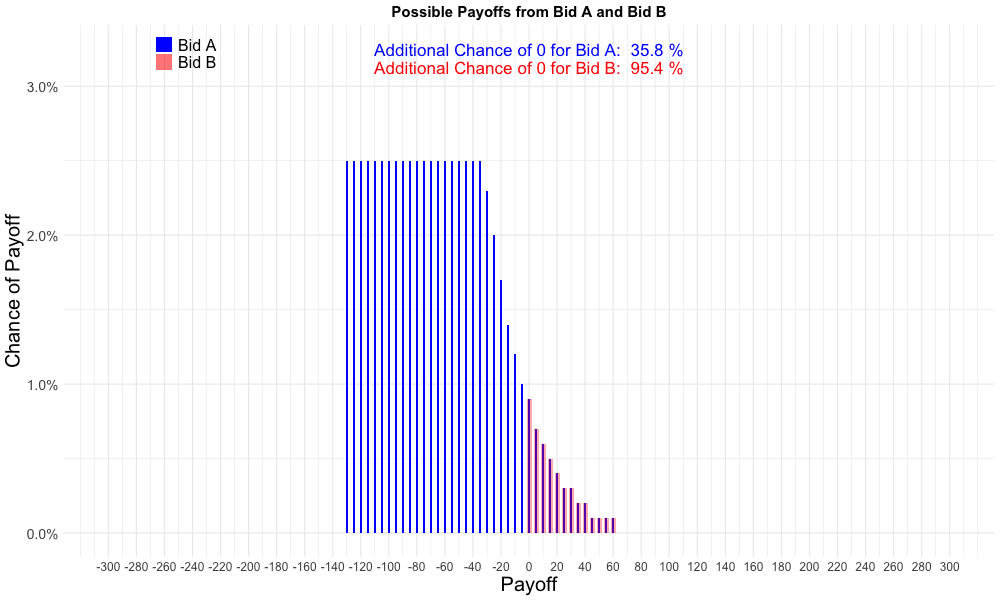 Possible Payoffs from Bid A and Bid B
Bid A
Bid B
Additional Chance of 0 for Bid A: 35.8 %
Additional Chance of 0 for Bid B: 95.4 %
Chance of Payoff
3.0%
2.0%
1.0%
0.0%
-300 -280 -260 -240 -220 -200 -180 -160 -140 -120 -100 -80 -60 -40 -20 0 20 40 60 80 100 120 140 160 180 200 220 240 260 280 300
Payoff